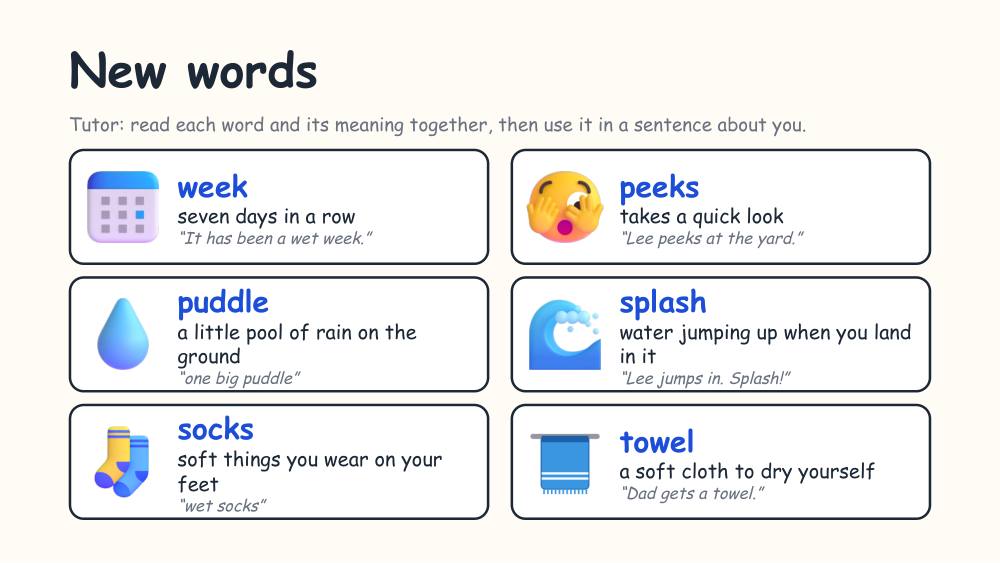 New words
Tutor: read each word and its meaning together, then use it in a sentence about you.
week
seven days in a row
“It has been a wet week.”
peeks
takes a quick look
“Lee peeks at the yard.”
puddle
a little pool of rain on the
ground
“one big puddle”
splash
water jumping up when you land
in it
“Lee jumps in. Splash!”
socks
soft things you wear on your
feet
“wet socks”
towel
a soft cloth to dry yourself
“Dad gets a towel.”